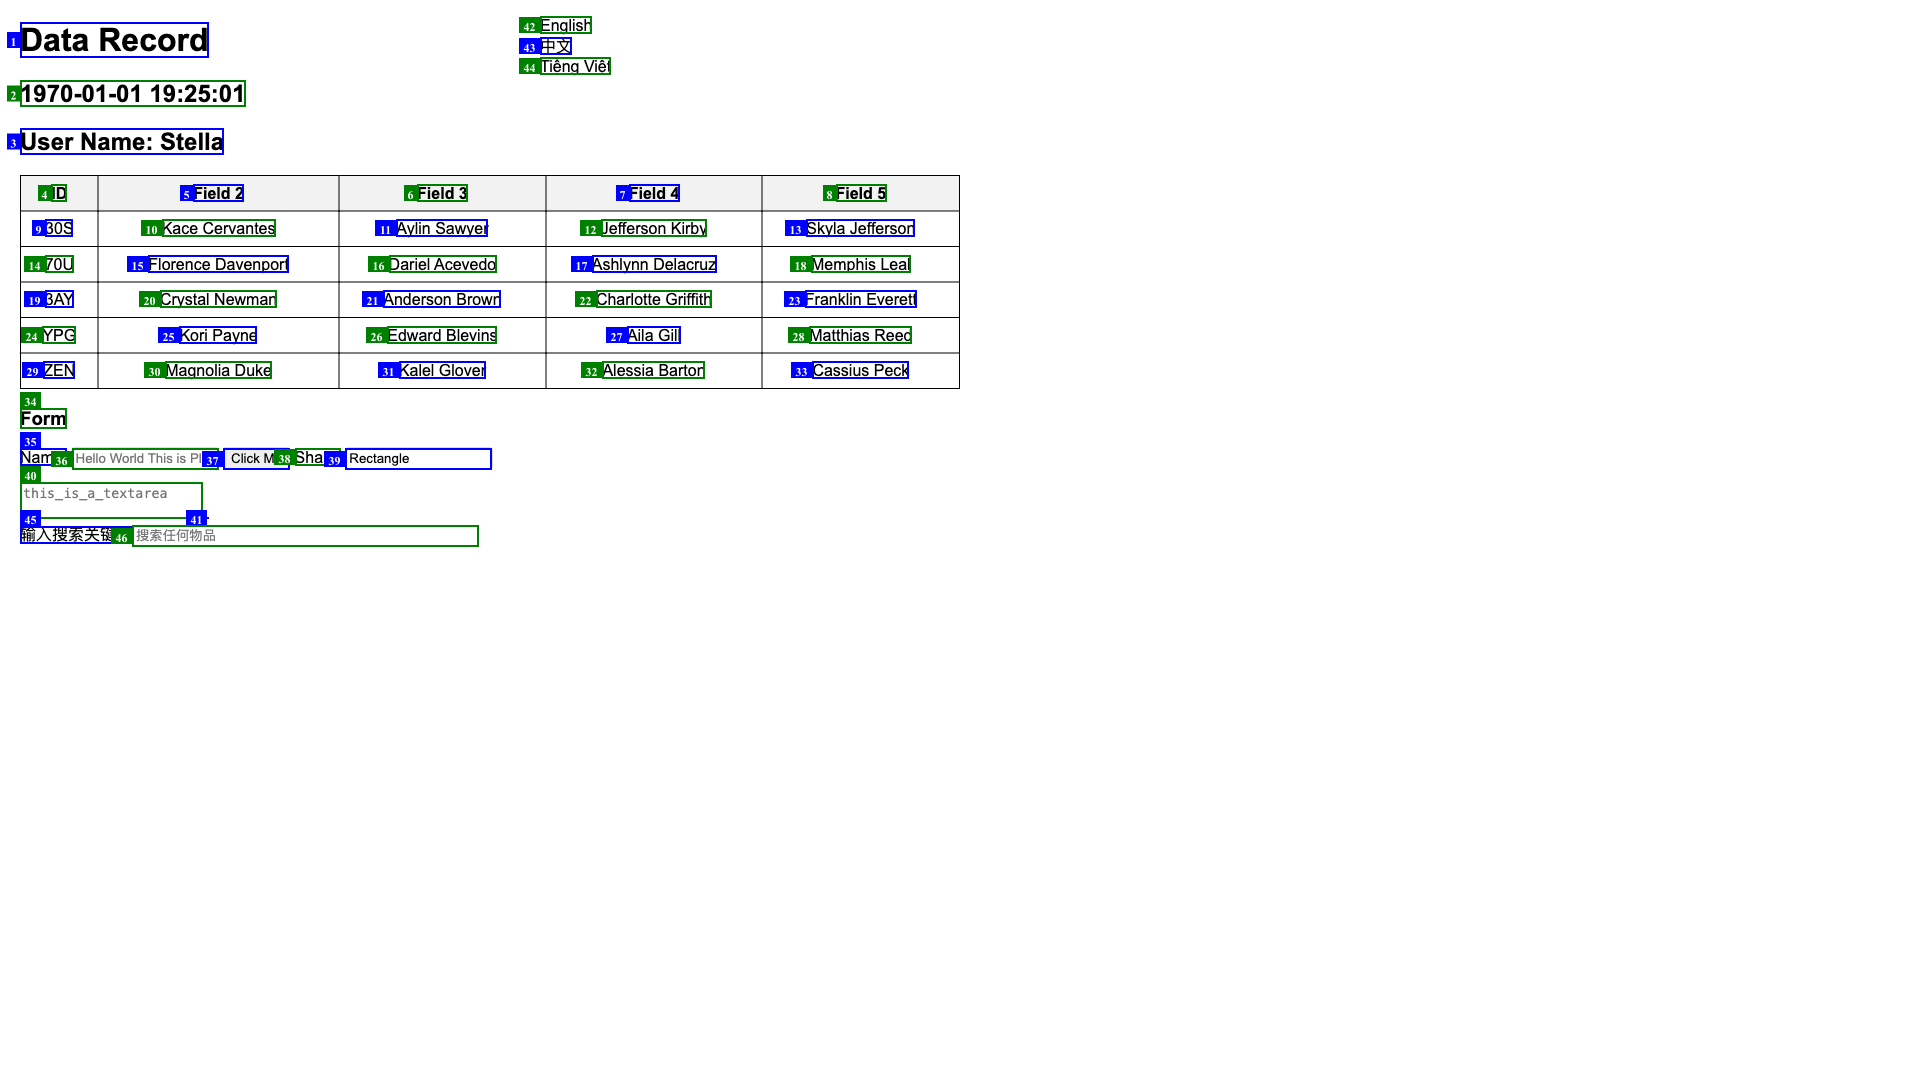 1 Data Record
42 English
43 中文
44 Tiếng Việt
2 1970-01-01 19:25:01
3 User Name: Stella
4 ID 5 Field 2 6 Field 3 7 Field 4 8 Field 5
9 30S 10 Kace Cervantes 11 Aylin Sawyer 12 Jefferson Kirby 13 Skyla Jefferson
14 70U 15 Florence Davenport 16 Dariel Acevedo 17 Ashlynn Delacruz 18 Memphis Leal
19 3AY 20 Crystal Newman 21 Anderson Brown 22 Charlotte Griffith 23 Franklin Everett
24 YPG 25 Kori Payne 26 Edward Blevins 27 Aila Gill 28 Matthias Reed
29 ZEN 30 Magnolia Duke 31 Kalel Glover 32 Alessia Barton 33 Cassius Peck
34
Form
35
Nam 36 Hello World This is Pl 37 Click M 38 Sha 39 Rectangle
40
this_is_a_textarea
45 41
输入搜索关键 46 搜索任何物品